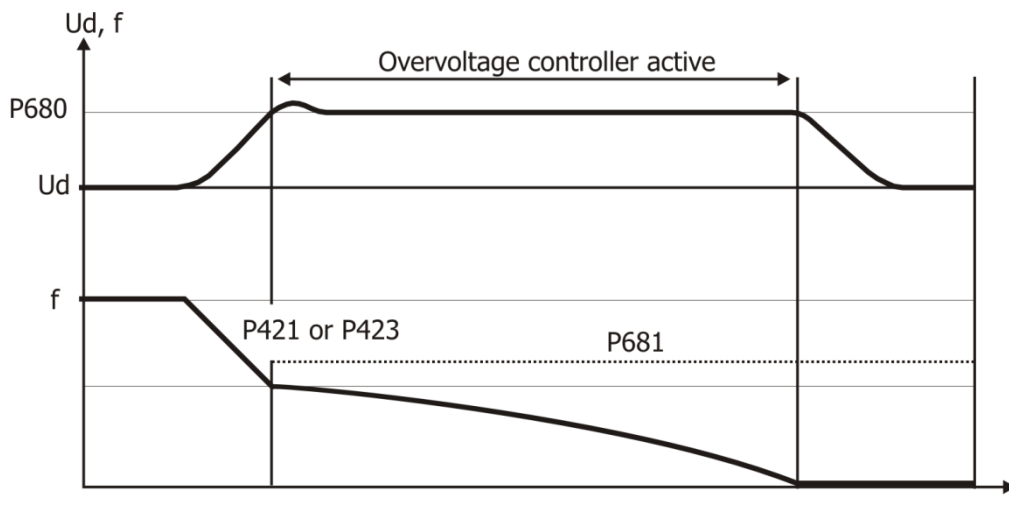 Ud, f
Overvoltage controller active
P680
Ud
f
P421 or P423
P681